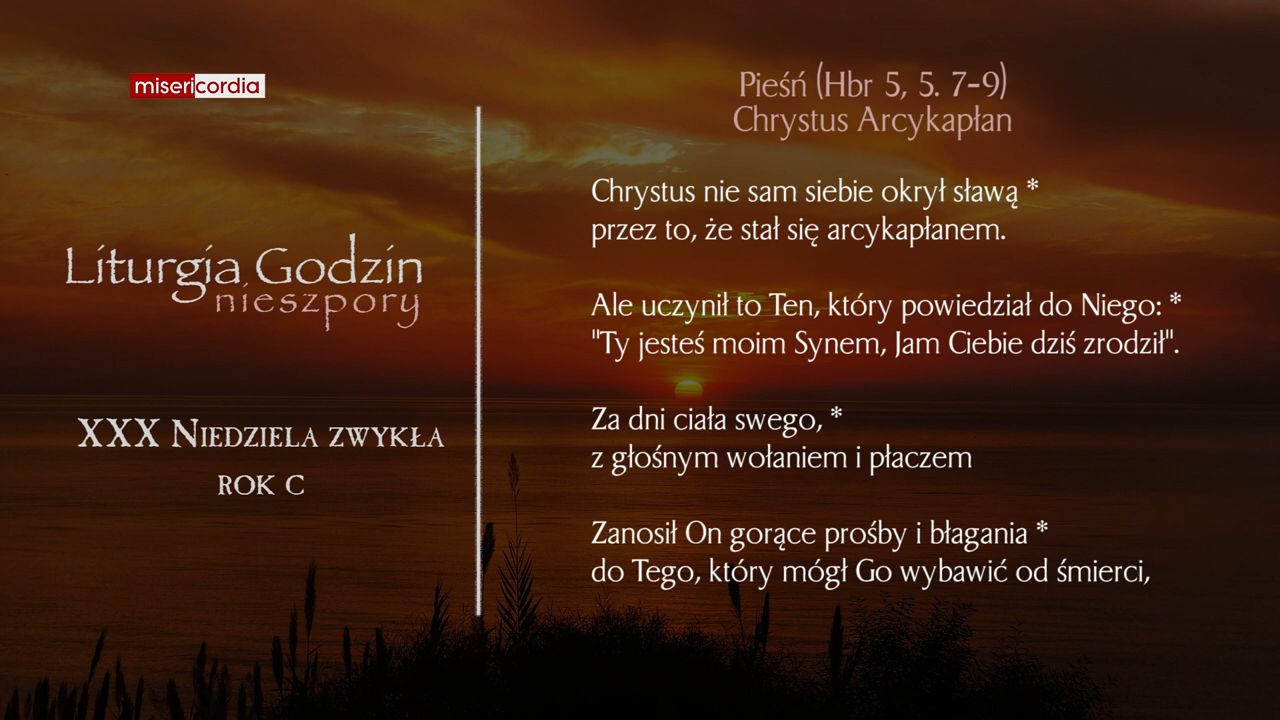 misericordia
Liturgia Godzin
nieszpory
XXX Niedziela zwykła
rok C
Pieśń (Hbr 5, 5. 7-9)
Chrystus Arcykapłan
Chrystus nie sam siebie okrył sławą *
przez to, że stał się arcykapłanem.
Ale uczynił to Ten, który powiedział do Niego: *
"Ty jesteś moim Synem, Jam Ciebie dziś zrodził".
Za dni ciała swego, *
z głośnym wołaniem i płaczem
Zanosił On gorące prośby i błagania *
do Tego, który mógł Go wybawić od śmierci,